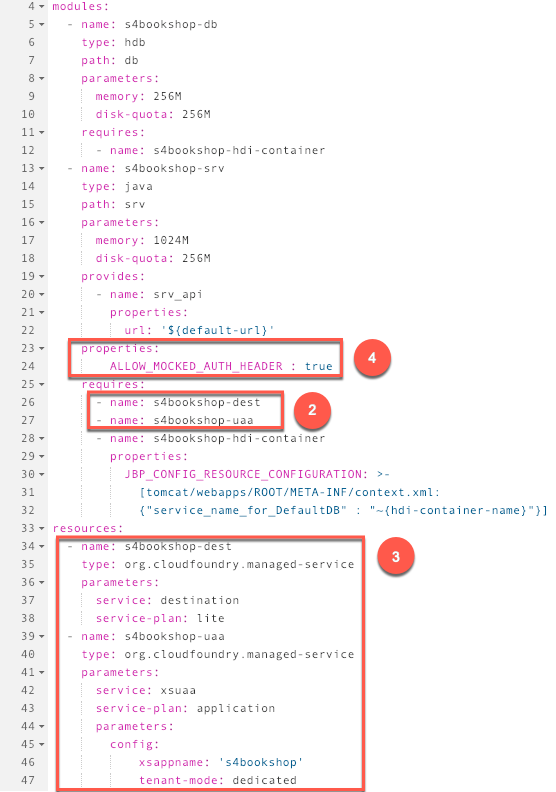 4 modules:
5 - name: s4bookshop-db
6 type: hdb
7 path: db
8 parameters:
9 memory: 256M
10 disk-quota: 256M
11 requires:
12 - name: s4bookshop-hdi-container
13 - name: s4bookshop-srv
14 type: java
15 path: srv
16 parameters:
17 memory: 1024M
18 disk-quota: 256M
19 provides:
20 - name: srv_api
21 properties:
22 url: '${default-url}'
23 properties:
24 ALLOW_MOCKED_AUTH_HEADER : true
4
25 requires:
26 - name: s4bookshop-dest
2
27 - name: s4bookshop-uaa
28 - name: s4bookshop-hdi-container
29 properties:
30 JBP_CONFIG_RESOURCE_CONFIGURATION: >-
31 [tomcat/webapps/ROOT/META-INF/context.xml:
32 {"service_name_for_DefaultDB" : "~{hdi-container-name}"}]
33 resources:
34 - name: s4bookshop-dest
35 type: org.cloudfoundry.managed-service
3
36 parameters:
37 service: destination
38 service-plan: lite
39 - name: s4bookshop-uaa
40 type: org.cloudfoundry.managed-service
41 parameters:
42 service: xsuaa
43 service-plan: application
44 parameters:
45 config:
46 xsappname: 's4bookshop'
47 tenant-mode: dedicated